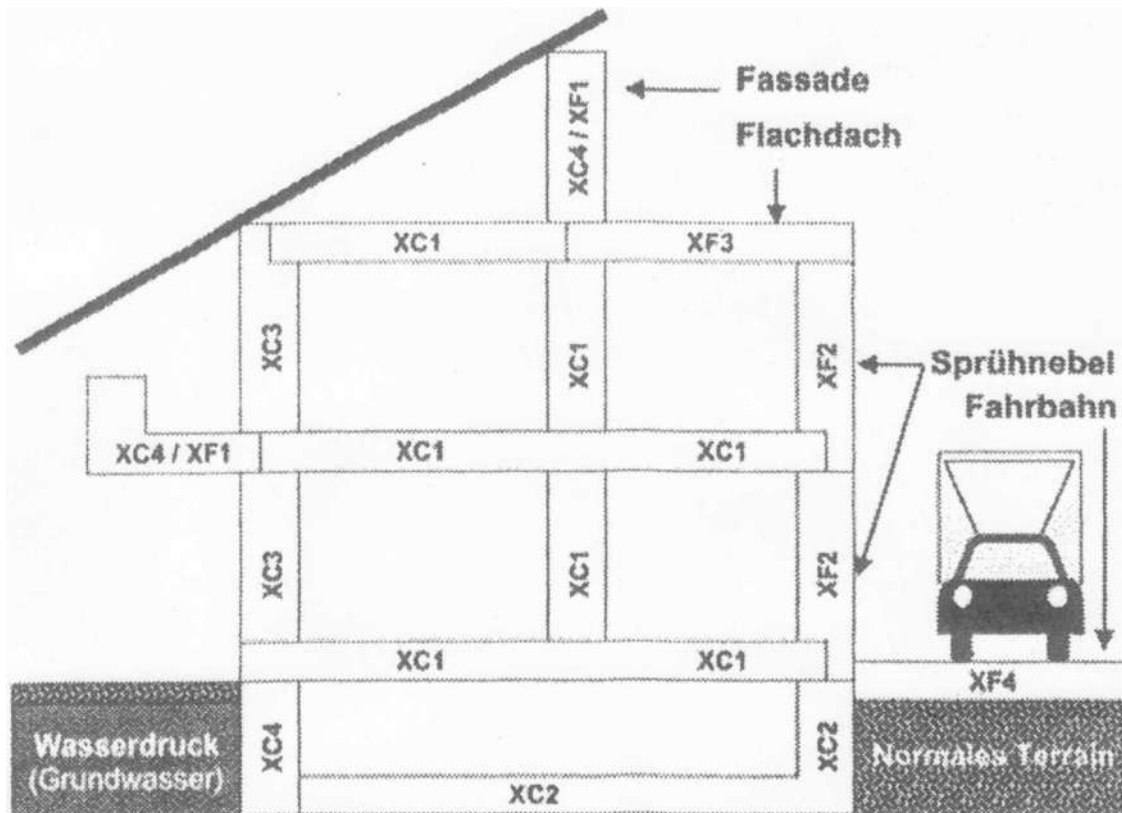 Fassade
XC4 / XF1
Flachdach
XC1
XF3
XC3
XC1
XF2
Sprühnebel
Fahrbahn
XC4 / XF1
XC1
XC1
XC3
XC1
XF2
XC1
XC1
XF4
Wasserdruck
(Grundwasser)
XC4
XC2
Normales Terrain
XC2